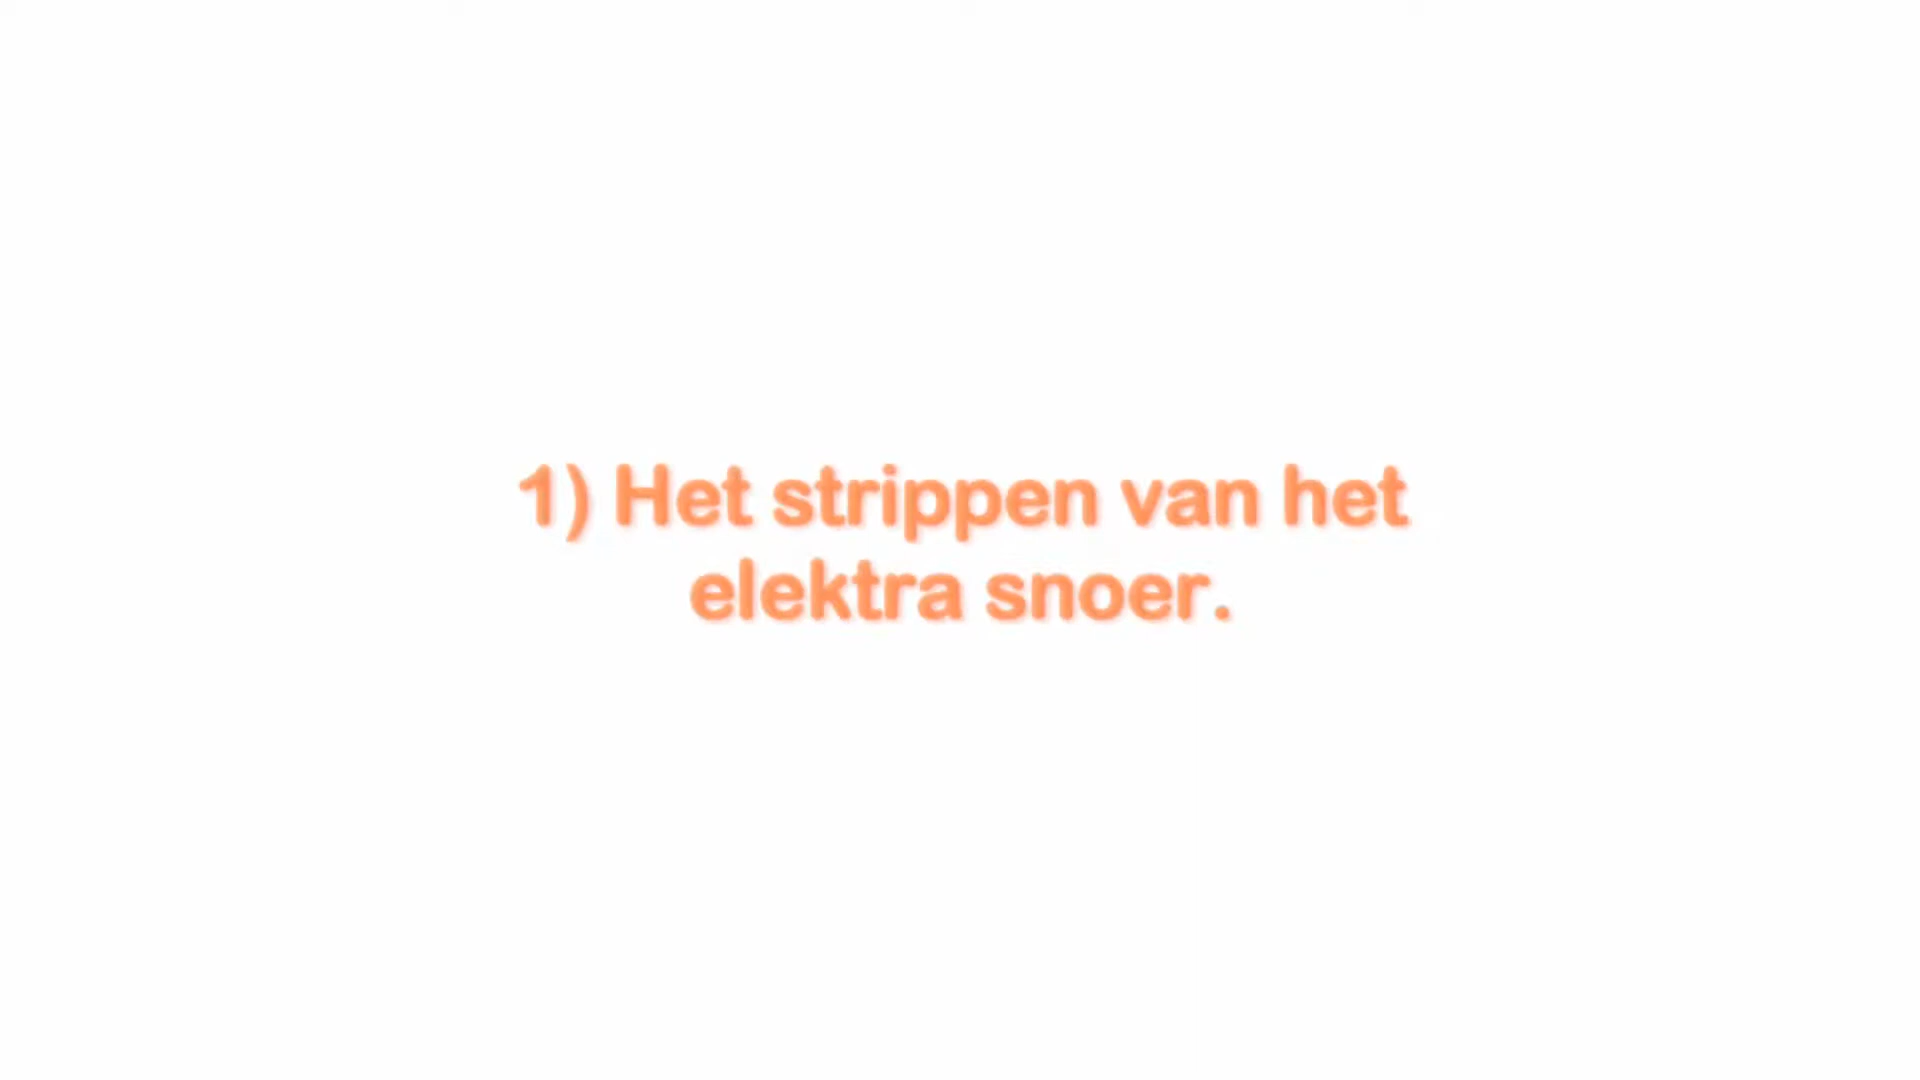 1) Het strippen van het
elektra snoer.